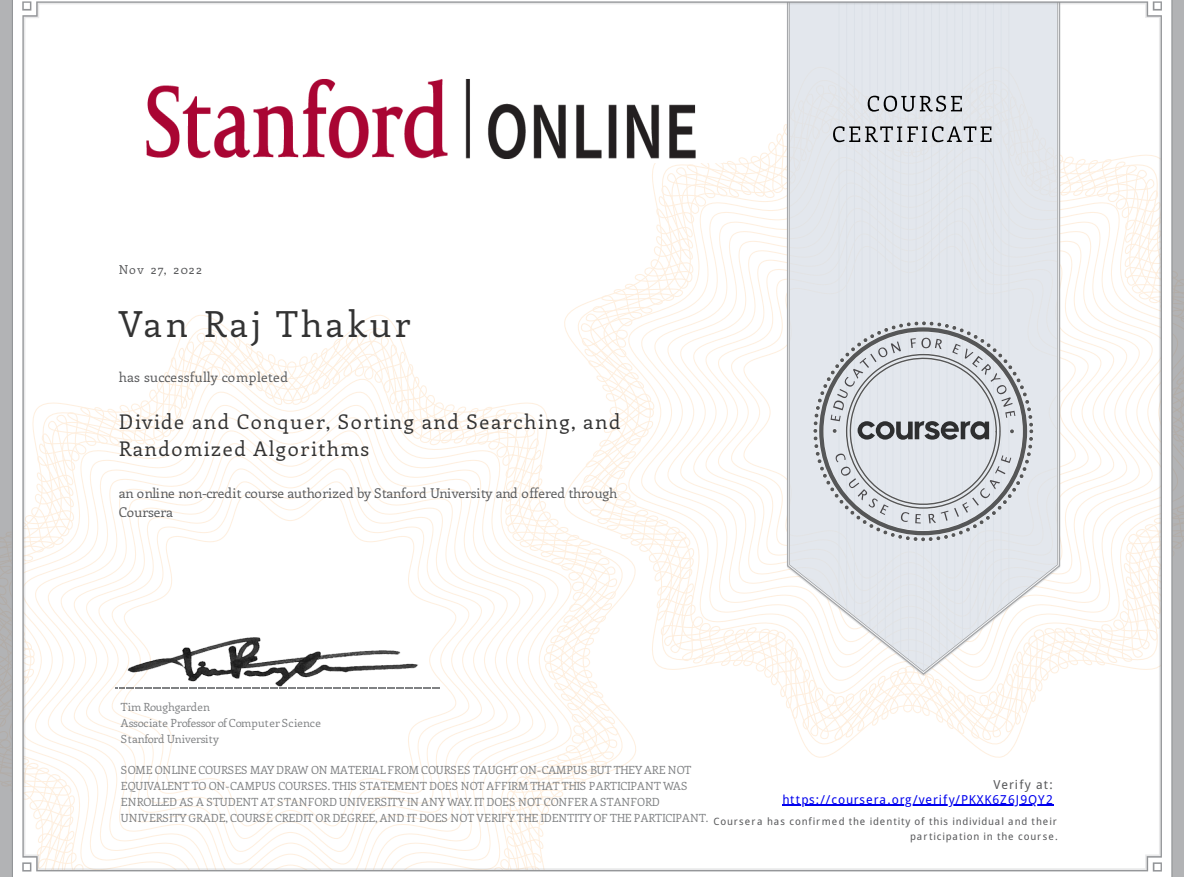 Stanford | ONLINE
COURSE
CERTIFICATE
Nov 27, 2022
Van Raj Thakur
has successfully completed
Divide and Conquer, Sorting and Searching, and
Randomized Algorithms
an online non-credit course authorized by Stanford University and offered through
Coursera
EDUCATION FOR EVERYONE
coursera
COURSE CERTIFICATE
Tim Roughgarden
Associate Professor of Computer Science
Stanford University
SOME ONLINE COURSES MAY DRAW ON MATERIAL FROM COURSES TAUGHT ON-CAMPUS BUT THEY ARE NOT
EQUIVALENT TO ON-CAMPUS COURSES. THIS STATEMENT DOES NOT AFFIRM THAT THIS PARTICIPANT WAS
ENROLLED AS A STUDENT AT STANFORD UNIVERSITY IN ANY WAY. IT DOES NOT CONFER A STANFORD
UNIVERSITY GRADE, COURSE CREDIT OR DEGREE, AND IT DOES NOT VERIFY THE IDENTITY OF THE PARTICIPANT.
Verify at:
https://coursera.org/verify/PKXK6Z6J9QY2
Coursera has confirmed the identity of this individual and their
participation in the course.